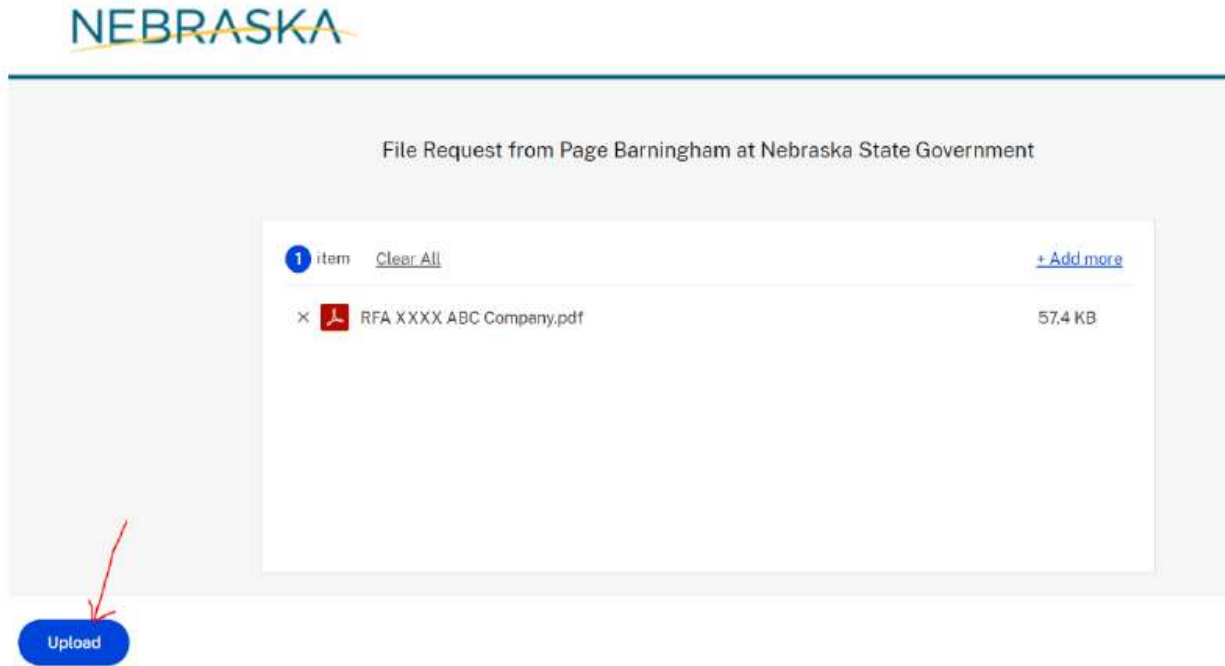 NEBRASKA
File Request from Page Barningham at Nebraska State Government
1 item Clear All + Add more
× RFA XXXX ABC Company.pdf 57.4 KB
Upload